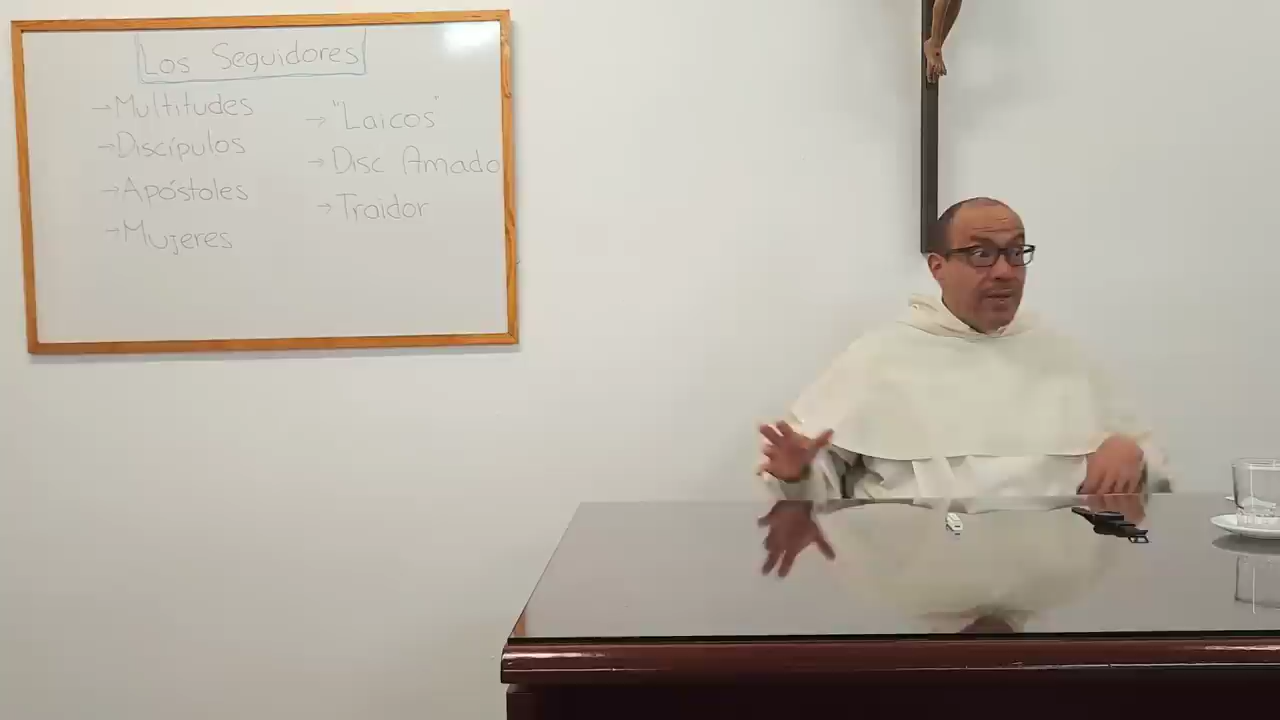 Los Seguidores
→Multitudes
→Discípulos
→Apóstoles
→Mujeres
→ "Laicos"
→ Disc Amado
→ Traidor